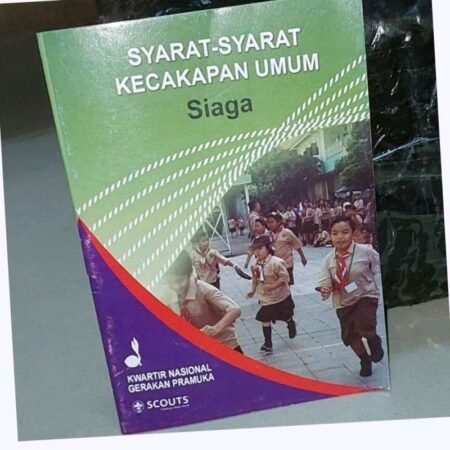 SYARAT-SYARAT
KECAKAPAN UMUM
Siaga
KWARTIR NASIONAL
GERAKAN PRAMUKA
SCOUTS